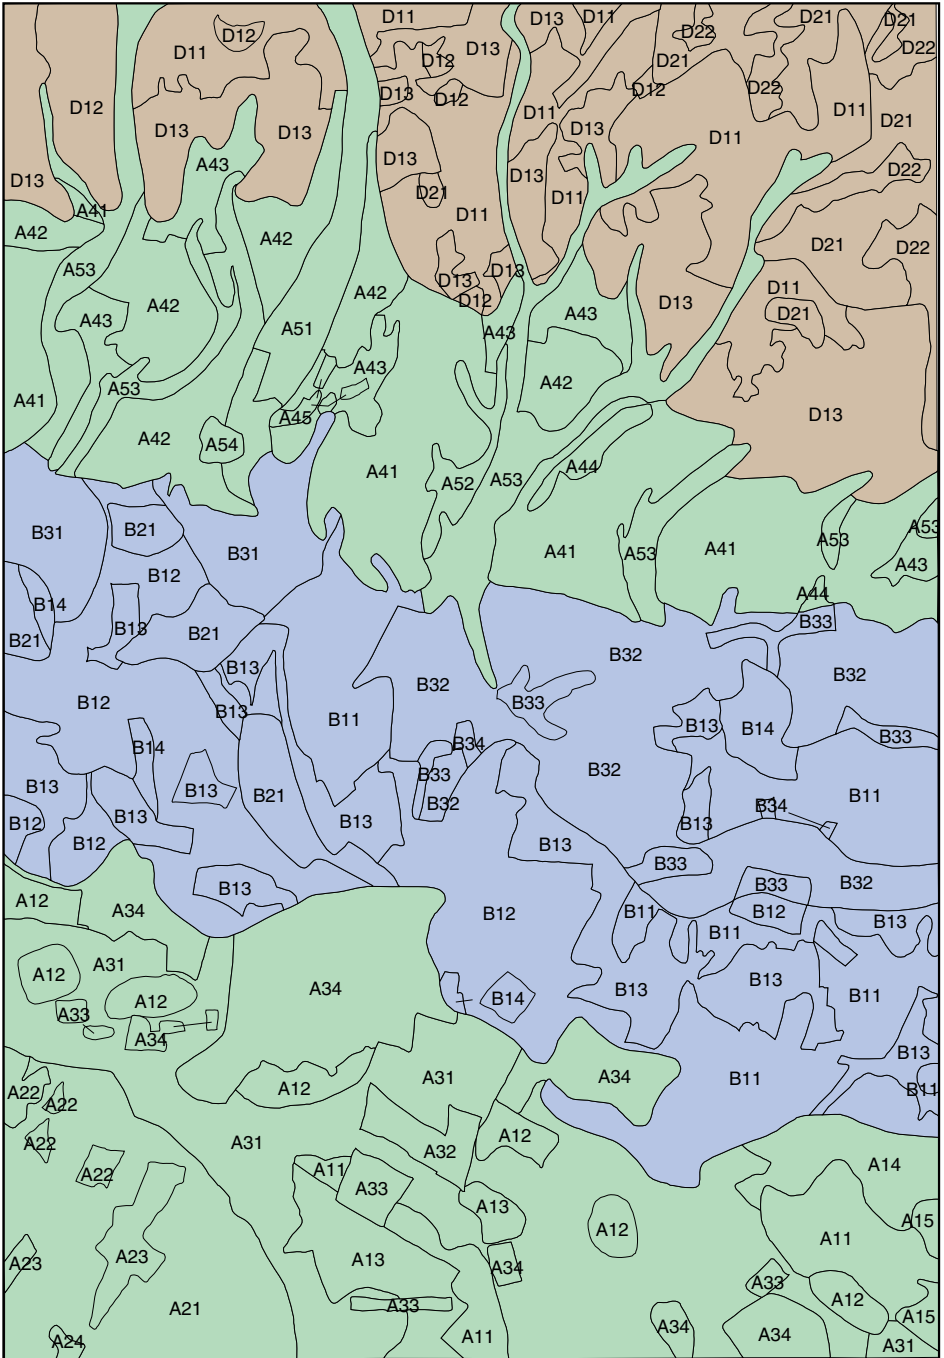 D11 D13 D11 D21 D21
D12 D22
D11 D13 D22
D12 D21
D22
D13 D12 D12
D12 D11 D11
D13 D13 D13 D11 D21
A43 D13 D22
D13 D21 D13 D11
A41 D11
A42 A42 D21 D22
A53 D13 D13
A42 A42 D12 D11
A43 A51 A43 A43 D13 D21
A53 A43 A42
A41 A45 D13
A42 A54
A41 A52 A53 A44
B31 B21 B31 A41 A53 A41 A53 A53
B12 A43
B14 A44
B21 B13 B21 B33
B13 B32 B32 B32
B12 B13 B11 B33 B13 B14 B33
B14 B34
B13 B13 B21 B33 B32 B11
B12 B13 B32 B34
B12 B13 B13 B13
B33
A12 A34 B13 B12 B11 B33 B32
B12 B13
A12 A31 B11
A12 A34 B14 B13 B13 B11
A33
A34 B13
A22 A12 A31 A34 B11 B11
A22
A22 A31 A32 A12
A22 A11 A33 A14
A13 A12 A15
A23 A23 A13 A34 A11
A33
A21 A33 A12
A24 A11 A34 A34 A15
A31